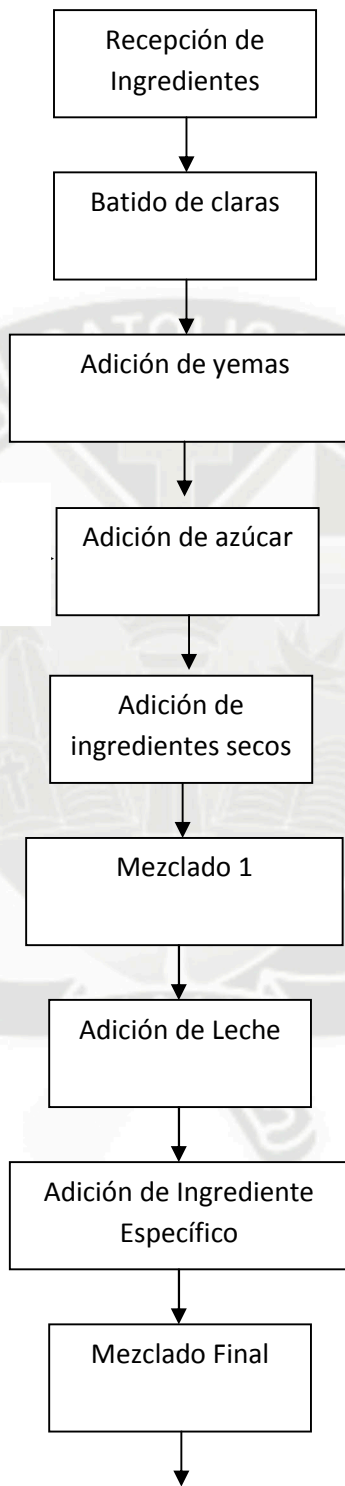 Recepción de
Ingredientes
Batido de claras
Adición de yemas
Adición de azúcar
Adición de
ingredientes secos
Mezclado 1
Adición de Leche
Adición de Ingrediente
Específico
Mezclado Final